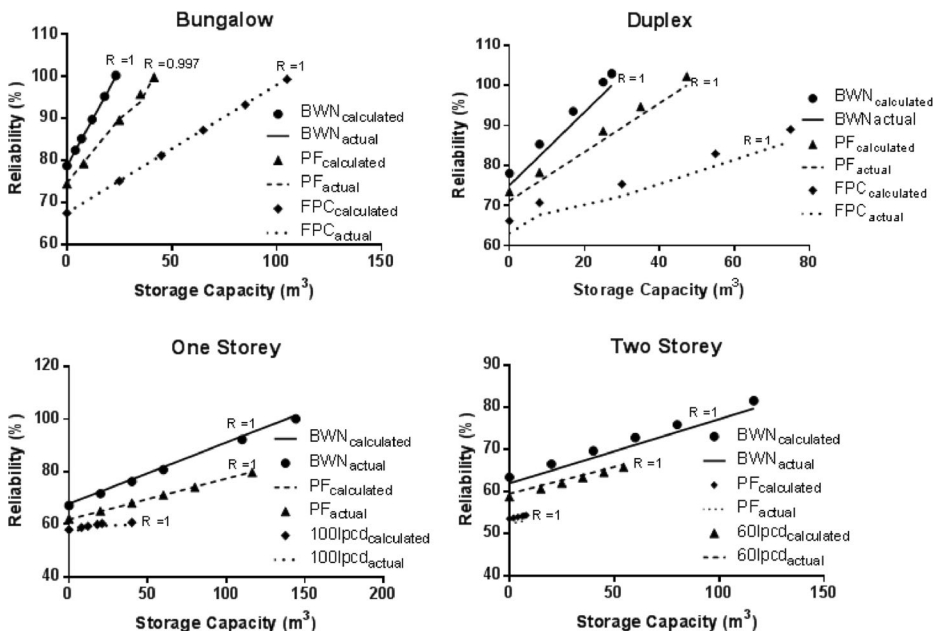 Bungalow
R =1
R =0.997
R =1
120
100
80
70
60
0
50
100
150
Reliability (%)
Storage Capacity (m³)
BWNcalculated
BWNactual
PFcalculated
PFactual
FPCcalculated
FPCactual
Duplex
110
100
90
80
70
60
0
20
40
60
80
R =1
R =1
R =1
Reliability (%)
Storage Capacity (m³)
BWNcalculated
BWNactual
PFcalculated
PFactual
FPCcalculated
FPCactual
One Storey
120
100
80
60
40
0
50
100
150
200
R =1
R =1
R =1
Reliability (%)
Storage Capacity (m³)
BWNcalculated
BWNactual
PFcalculated
PFactual
100lpcdcalculated
100lpcdactual
Two Storey
90
80
70
60
50
40
0
50
100
150
R =1
R =1
R =1
Reliability (%)
Storage Capacity (m³)
BWNcalculated
BWNactual
PFcalculated
PFactual
60lpcdcalculated
60lpcdactual